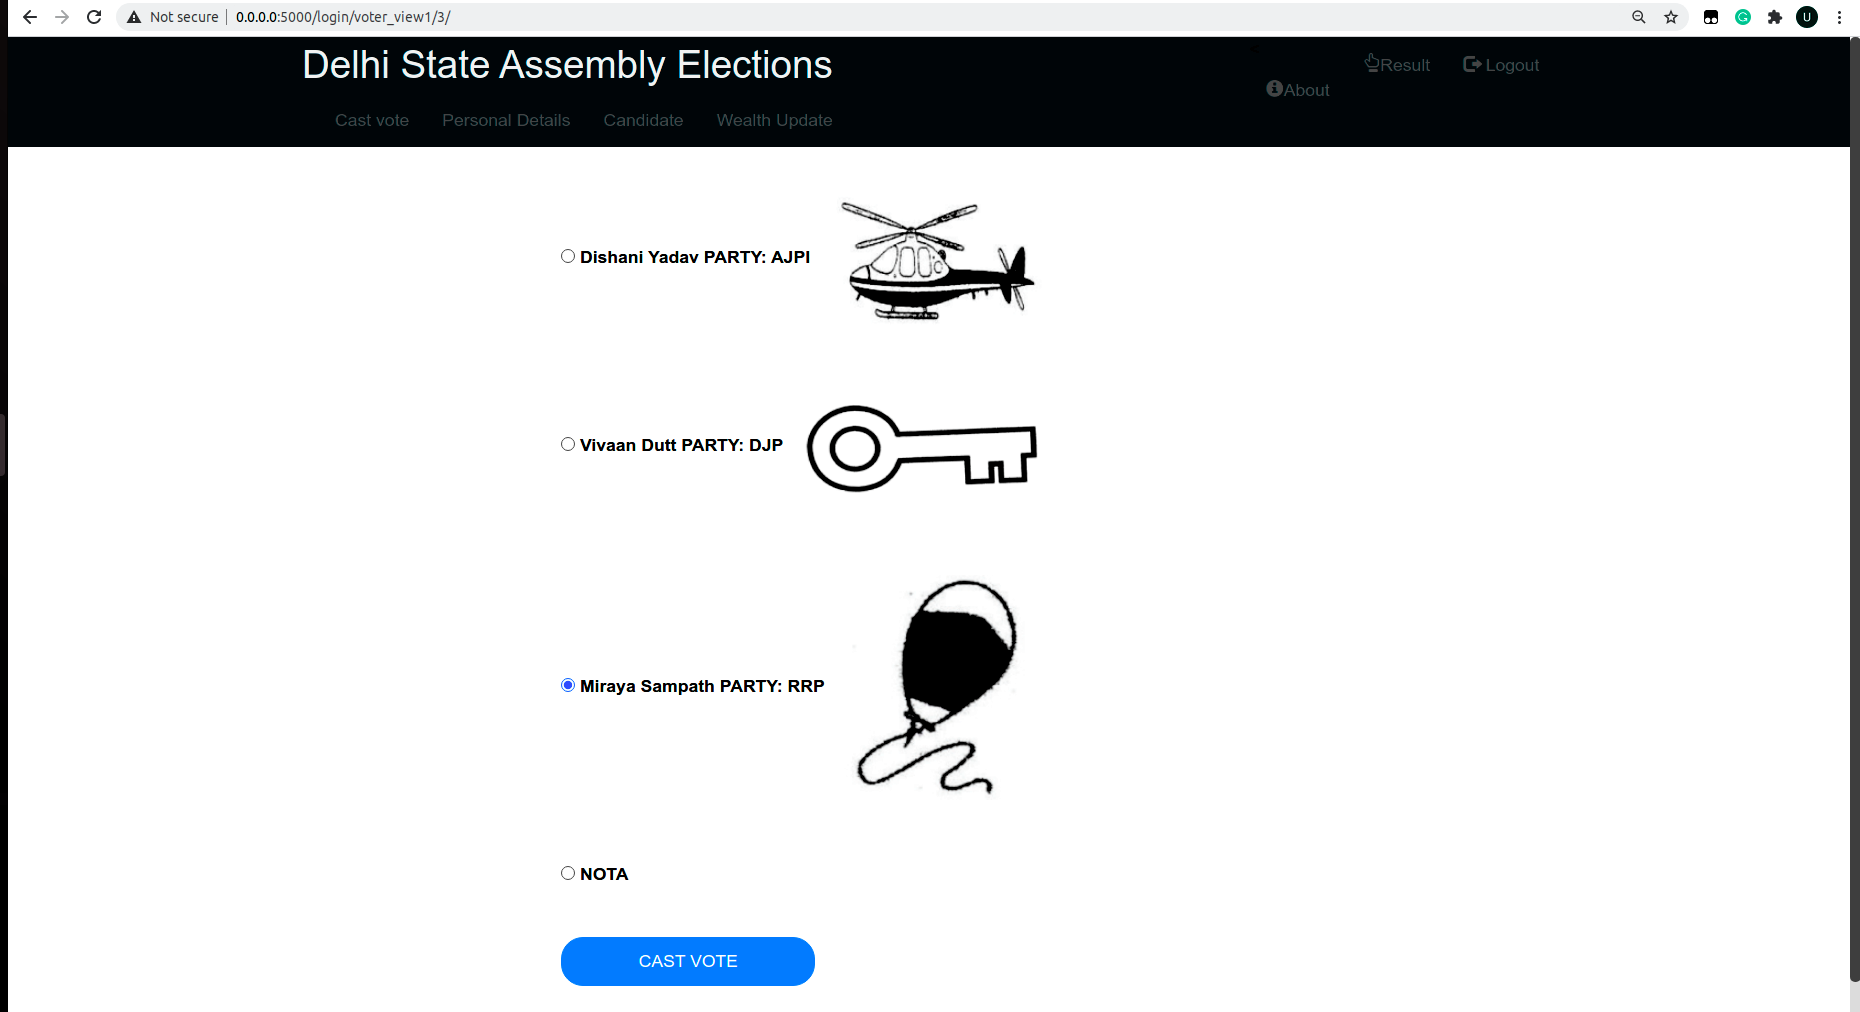 Not secure | 0.0.0.0:5000/login/voter_view1/3/
U
Delhi State Assembly Elections
Result Logout
About
Cast vote Personal Details Candidate Wealth Update
Dishani Yadav PARTY: AJPI
Vivaan Dutt PARTY: DJP
Miraya Sampath PARTY: RRP
NOTA
CAST VOTE